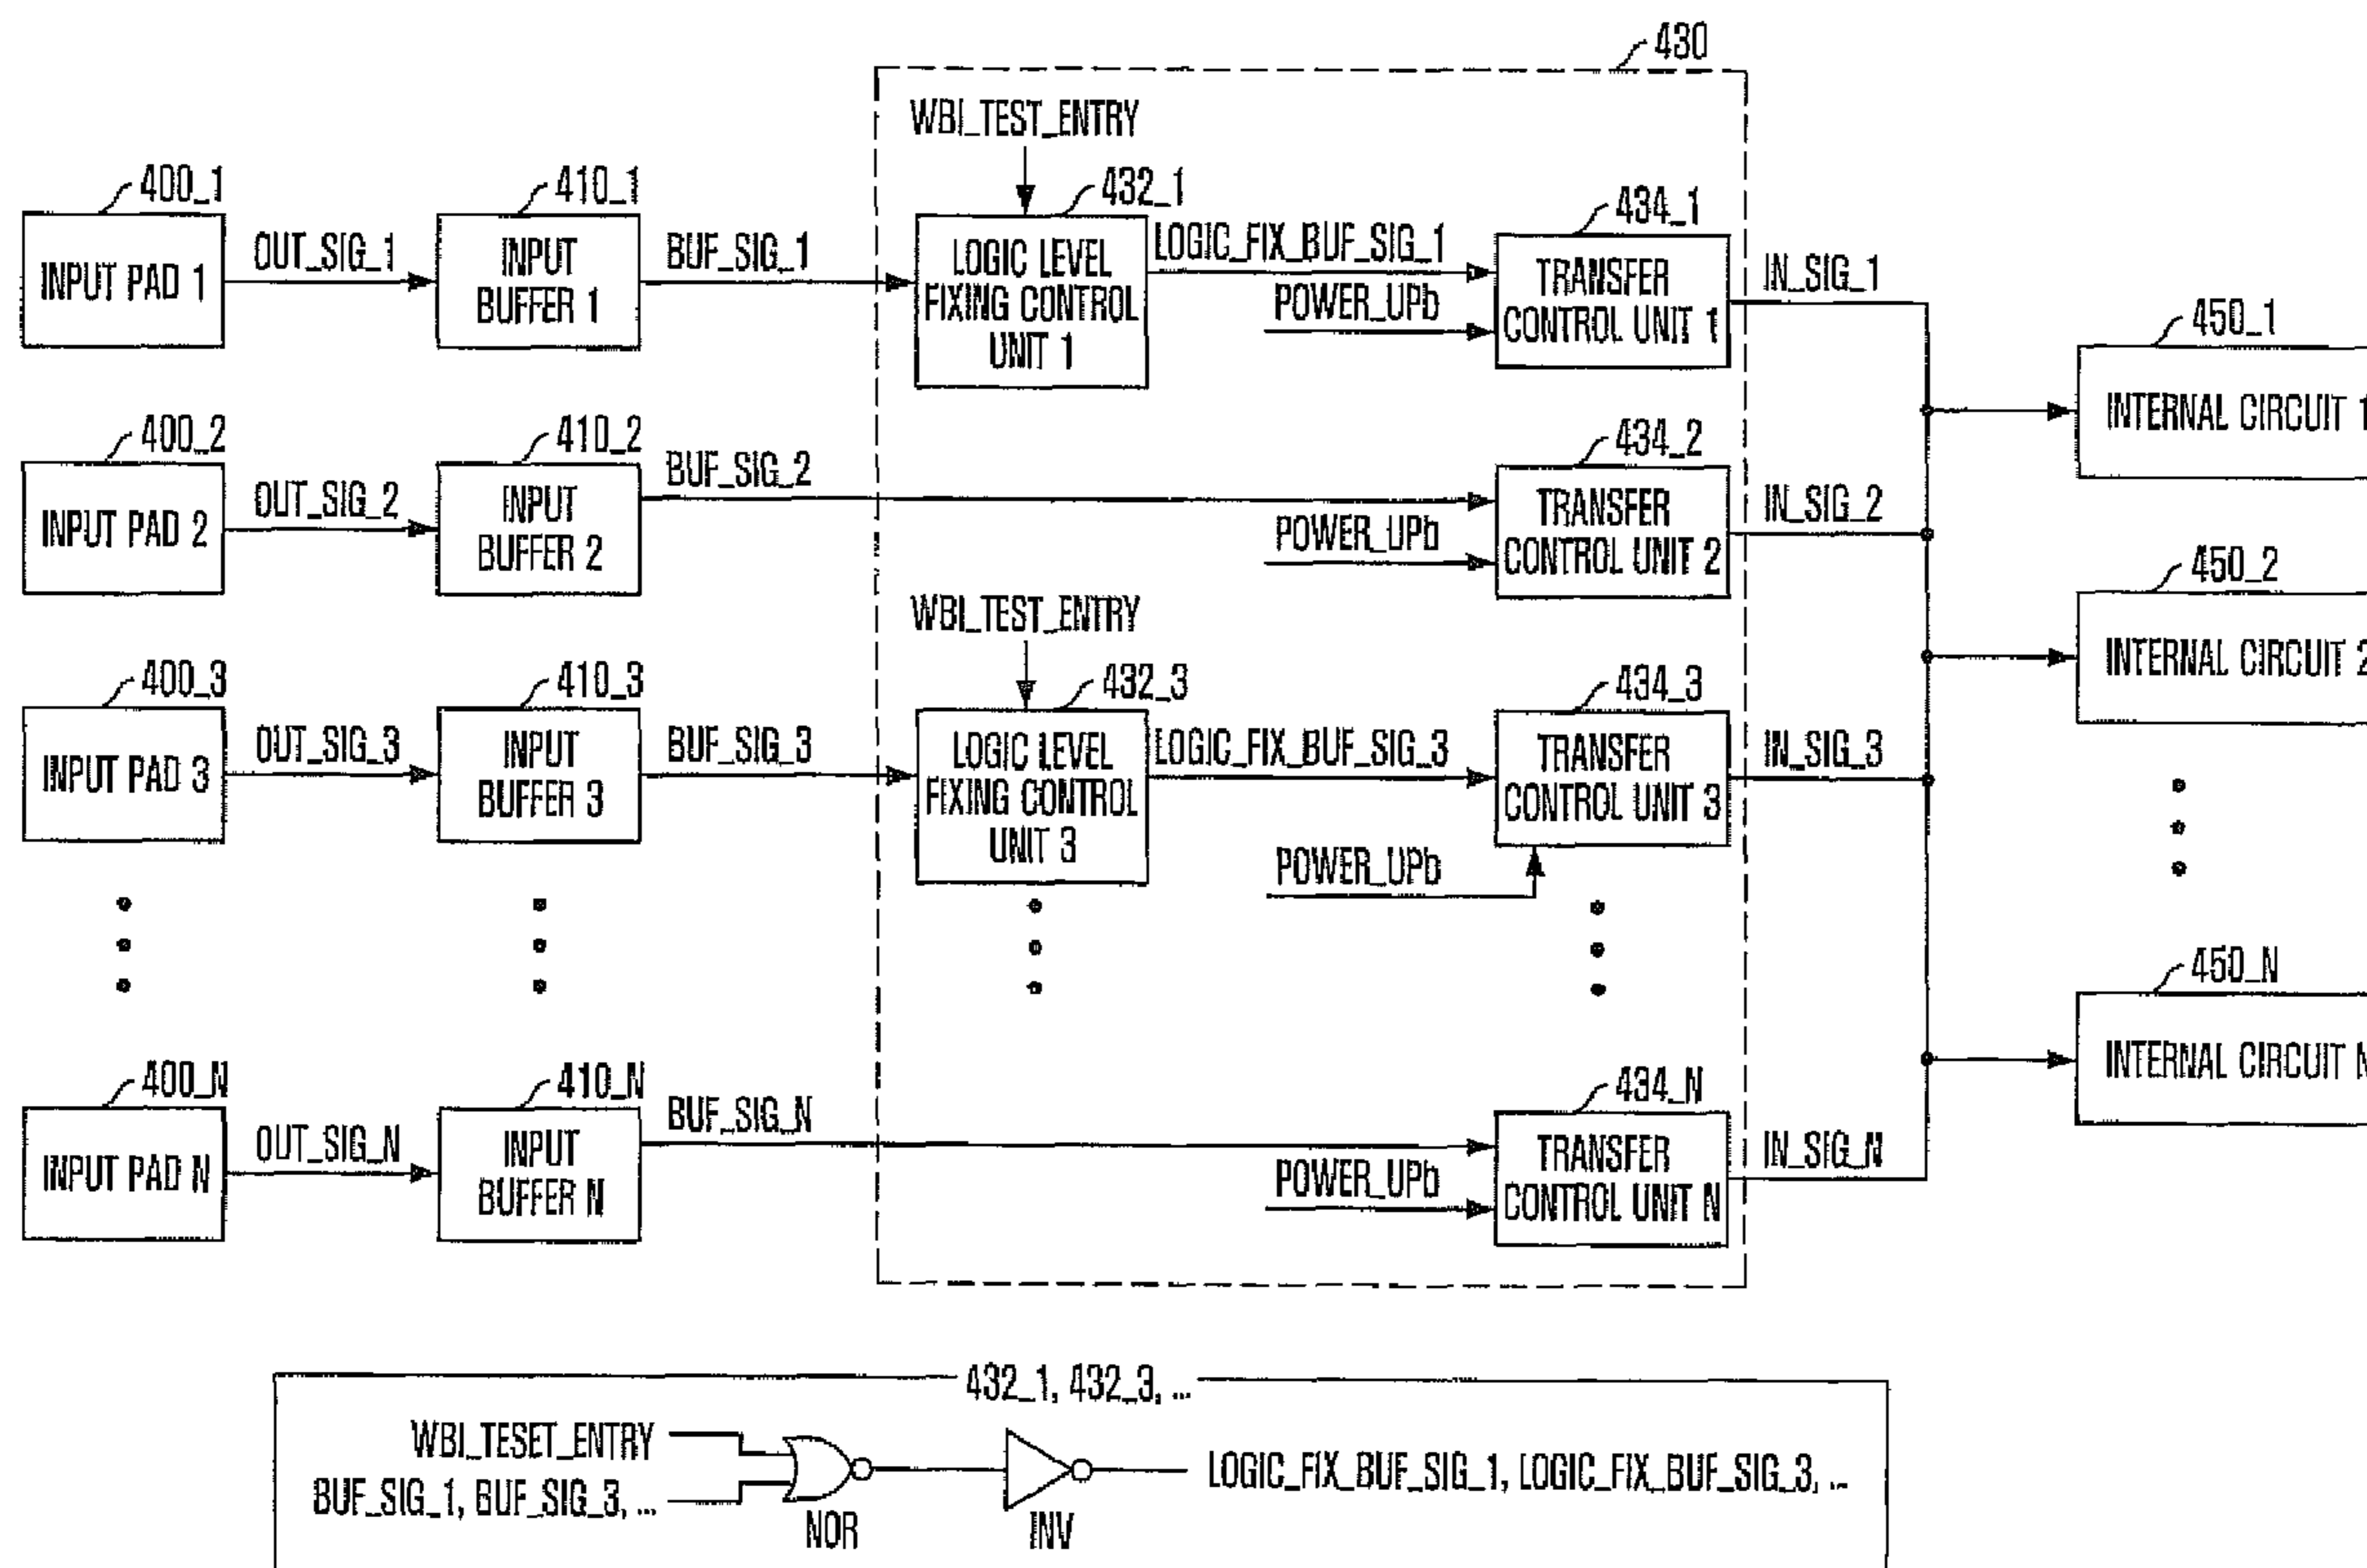 430
WBI_TEST_ENTRY
400_1
410_1
432_1
434_1
INPUT PAD 1
OUT_SIG_1
INPUT
BUFFER 1
BUF_SIG_1
LOGIC LEVEL
FIXING CONTROL
UNIT 1
LOGIC_FIX_BUF_SIG_1
POWER_UPb
TRANSFER
CONTROL UNIT 1
IN_SIG_1
450_1
INTERNAL CIRCUIT 1
400_2
410_2
434_2
INPUT PAD 2
OUT_SIG_2
INPUT
BUFFER 2
BUF_SIG_2
POWER_UPb
TRANSFER
CONTROL UNIT 2
IN_SIG_2
450_2
INTERNAL CIRCUIT 2
WBI_TEST_ENTRY
400_3
410_3
432_3
434_3
INPUT PAD 3
OUT_SIG_3
INPUT
BUFFER 3
BUF_SIG_3
LOGIC LEVEL
FIXING CONTROL
UNIT 3
LOGIC_FIX_BUF_SIG_3
POWER_UPb
TRANSFER
CONTROL UNIT 3
IN_SIG_3
450_N
INTERNAL CIRCUIT N
400_N
410_N
434_N
INPUT PAD N
OUT_SIG_N
INPUT
BUFFER N
BUF_SIG_N
POWER_UPb
TRANSFER
CONTROL UNIT N
IN_SIG_N
432_1, 432_3, ...
WBI_TESET_ENTRY
BUF_SIG_1, BUF_SIG_3, ...
NOR
INV
LOGIC_FIX_BUF_SIG_1, LOGIC_FIX_BUF_SIG_3, ...